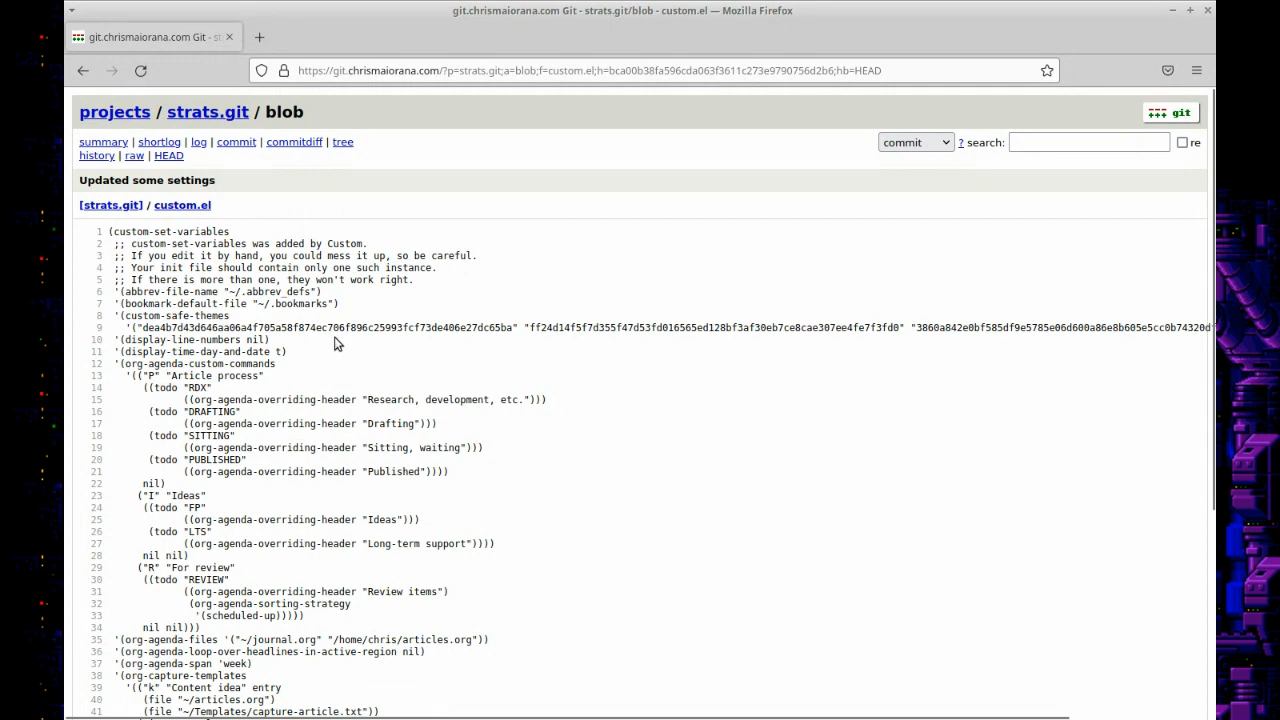 git.chrismaiorana.com Git - strats.git/blob - custom.el — Mozilla Firefox
git.chrismaiorana.com Git - st
https://git.chrismaiorana.com/?p=strats.git;a=blob;f=custom.el;h=bca00b38fa596cda063f3611c273e9790756d2b6;hb=HEAD
projects / strats.git / blob
git
summary | shortlog | log | commit | commitdiff | tree
history | raw | HEAD
commit ? search: re
Updated some settings
[strats.git] / custom.el
1 (custom-set-variables
2 ;; custom-set-variables was added by Custom.
3 ;; If you edit it by hand, you could mess it up, so be careful.
4 ;; Your init file should contain only one such instance.
5 ;; If there is more than one, they won't work right.
6 '(abbrev-file-name "~/.abbrev_defs")
7 '(bookmark-default-file "~/.bookmarks")
8 '(custom-safe-themes
9 '("dea4b7d43d646aa06a4f705a58f874ec706f896c25993fcf73de406e27dc65ba" "ff24d14f5f7d355f47d53fd016565ed128bf3af30eb7ce8cae307ee4fe7f3fd0" "3860a842e0bf585df9e5785e06d600a86e8b605e5cc0b74320d
10 '(display-line-numbers nil)
11 '(display-time-day-and-date t)
12 '(org-agenda-custom-commands
13 '(("P" "Article process"
14 ((todo "RDX"
15 ((org-agenda-overriding-header "Research, development, etc.")))
16 (todo "DRAFTING"
17 ((org-agenda-overriding-header "Drafting")))
18 (todo "SITTING"
19 ((org-agenda-overriding-header "Sitting, waiting")))
20 (todo "PUBLISHED"
21 ((org-agenda-overriding-header "Published"))))
22 nil)
23 ("I" "Ideas"
24 ((todo "FP"
25 ((org-agenda-overriding-header "Ideas")))
26 (todo "LTS"
27 ((org-agenda-overriding-header "Long-term support"))))
28 nil nil)
29 ("R" "For review"
30 ((todo "REVIEW"
31 ((org-agenda-overriding-header "Review items")
32 (org-agenda-sorting-strategy
33 '(scheduled-up)))))
34 nil nil)))
35 '(org-agenda-files '("~/journal.org" "/home/chris/articles.org"))
36 '(org-agenda-loop-over-headlines-in-active-region nil)
37 '(org-agenda-span 'week)
38 '(org-capture-templates
39 '(("k" "Content idea" entry
40 (file "~/articles.org")
41 (file "~/Templates/capture-article.txt"))